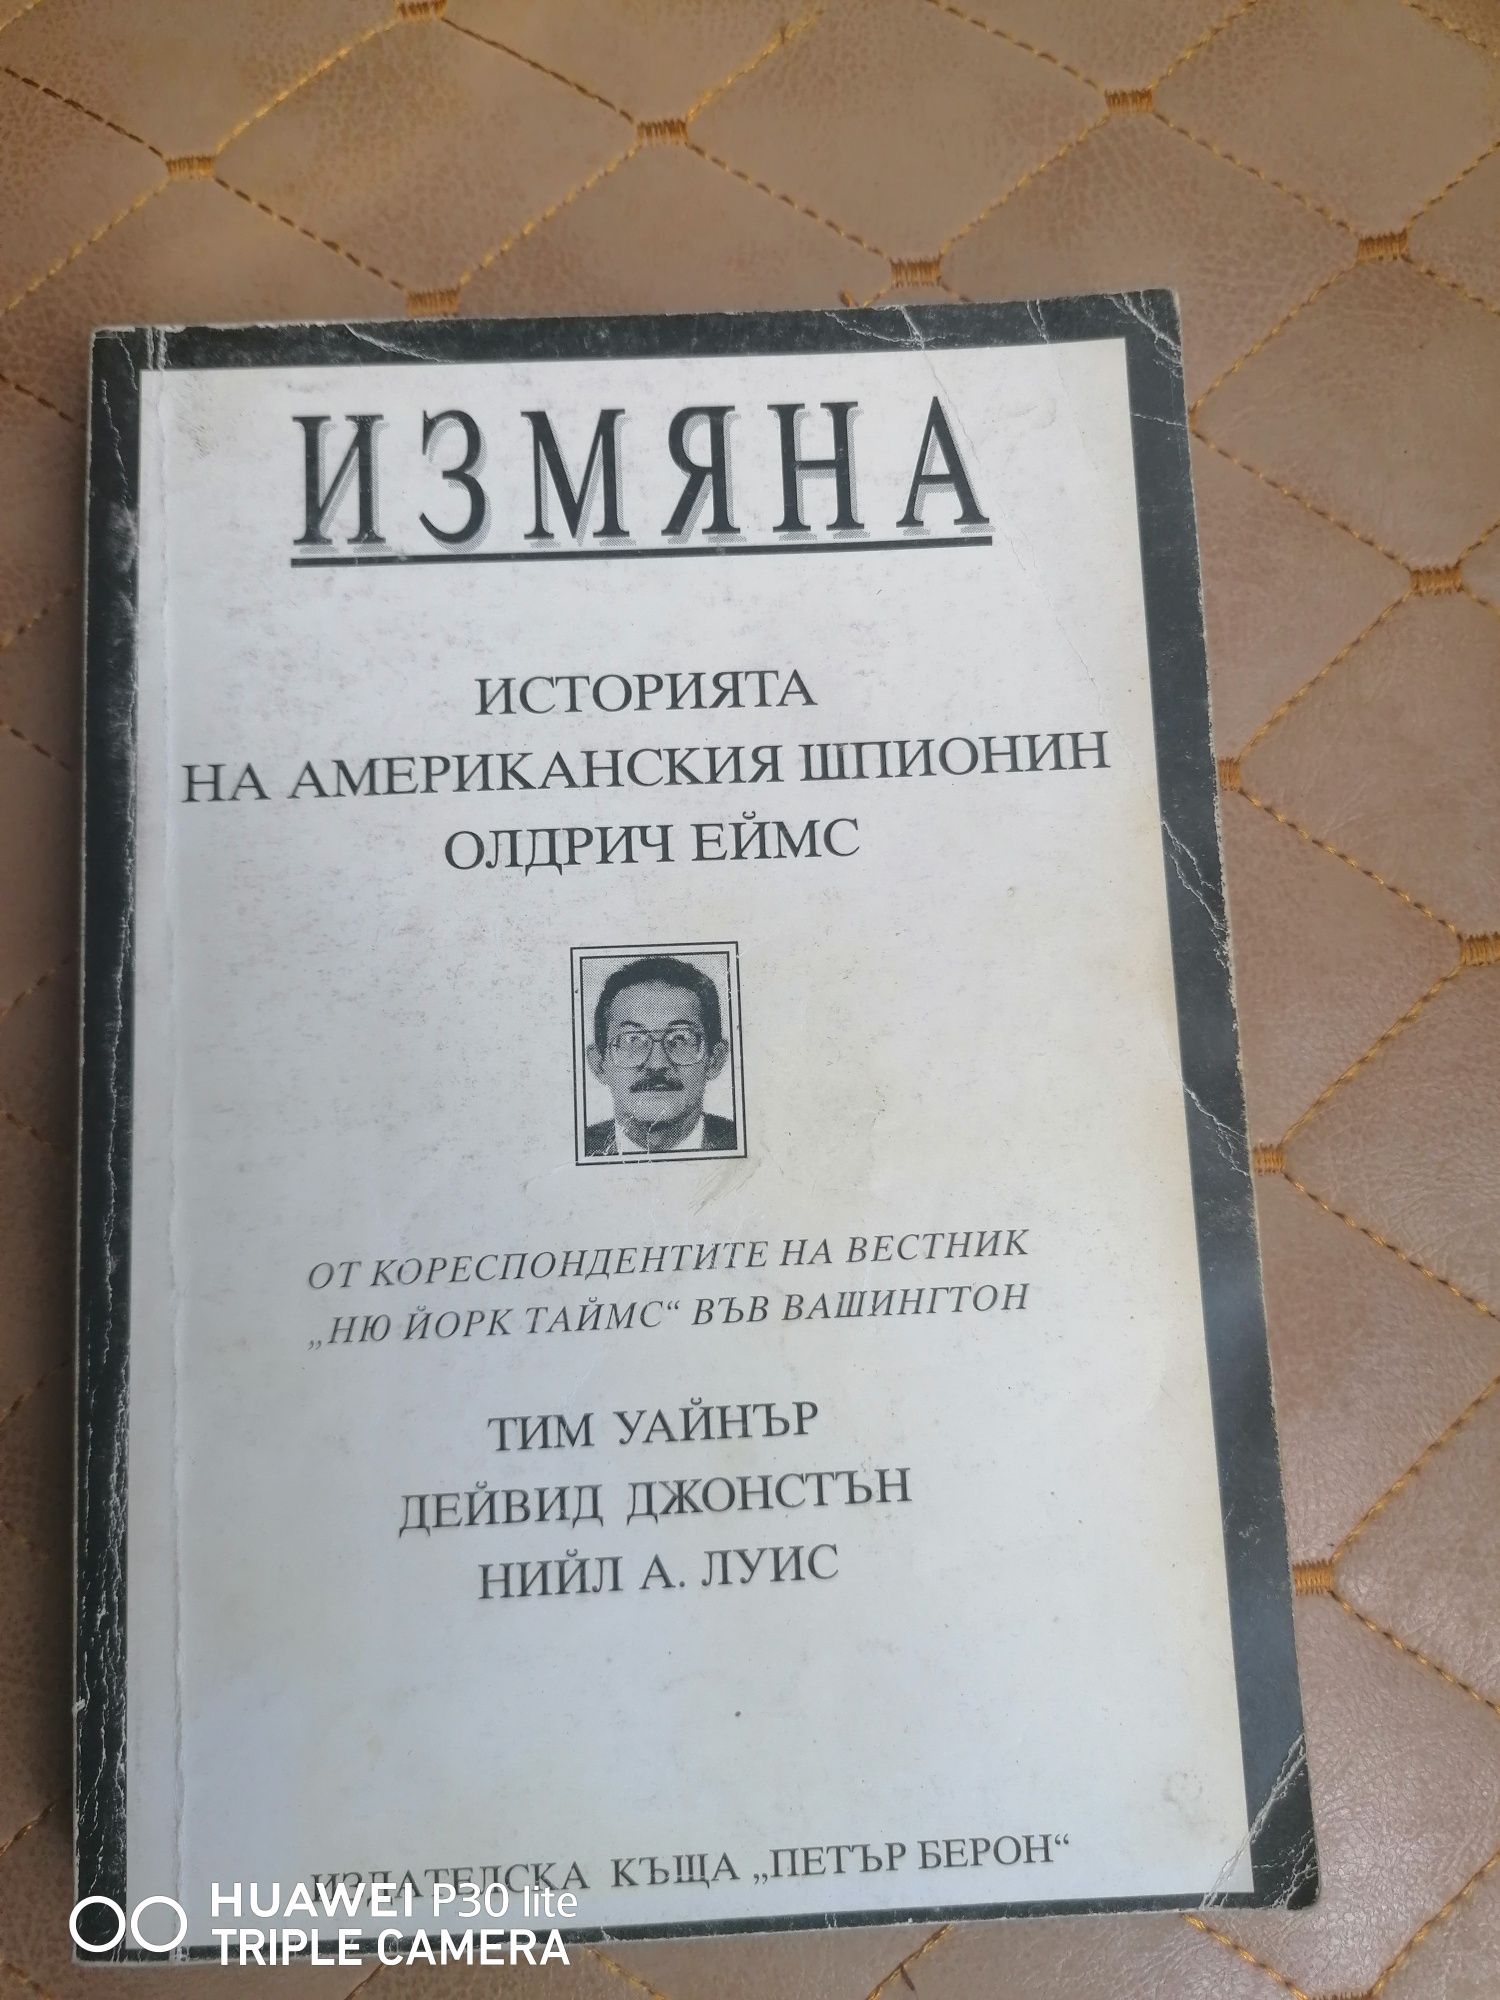 ИЗМЯНА
ИСТОРИЯТА
НА АМЕРИКАНСКИЯ ШПИОНИН
ОЛДРИЧ ЕЙМС
ОТ КОРЕСПОНДЕНТИТЕ НА ВЕСТНИК
„НЮ ЙОРК ТАЙМС“ ВЪВ ВАШИНГТОН
ТИМ УАЙНЪР
ДЕЙВИД ДЖОНСТЪН
НИЙЛ А. ЛУИС
ИЗДАТЕЛСКА КЪЩА „ПЕТЪР БЕРОН“
HUAWEI P30 lite
TRIPLE CAMERA